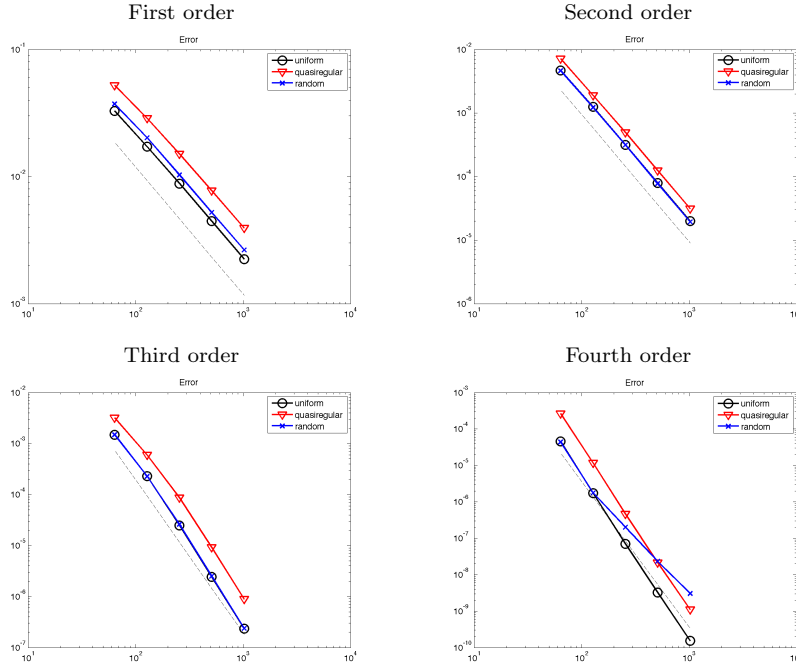 First order
Error
10^-1
10^-2
10^-3
10^1
10^2
10^3
10^4
uniform
quasiregular
random
Second order
Error
10^-2
10^-3
10^-4
10^-5
10^-6
10^1
10^2
10^3
uniform
quasiregular
random
Third order
Error
10^-2
10^-3
10^-4
10^-5
10^-6
10^-7
10^1
10^2
10^3
10^4
uniform
quasiregular
random
Fourth order
Error
10^-3
10^-4
10^-5
10^-6
10^-7
10^-8
10^-9
10^-10
10^1
10^2
10^3
uniform
quasiregular
random